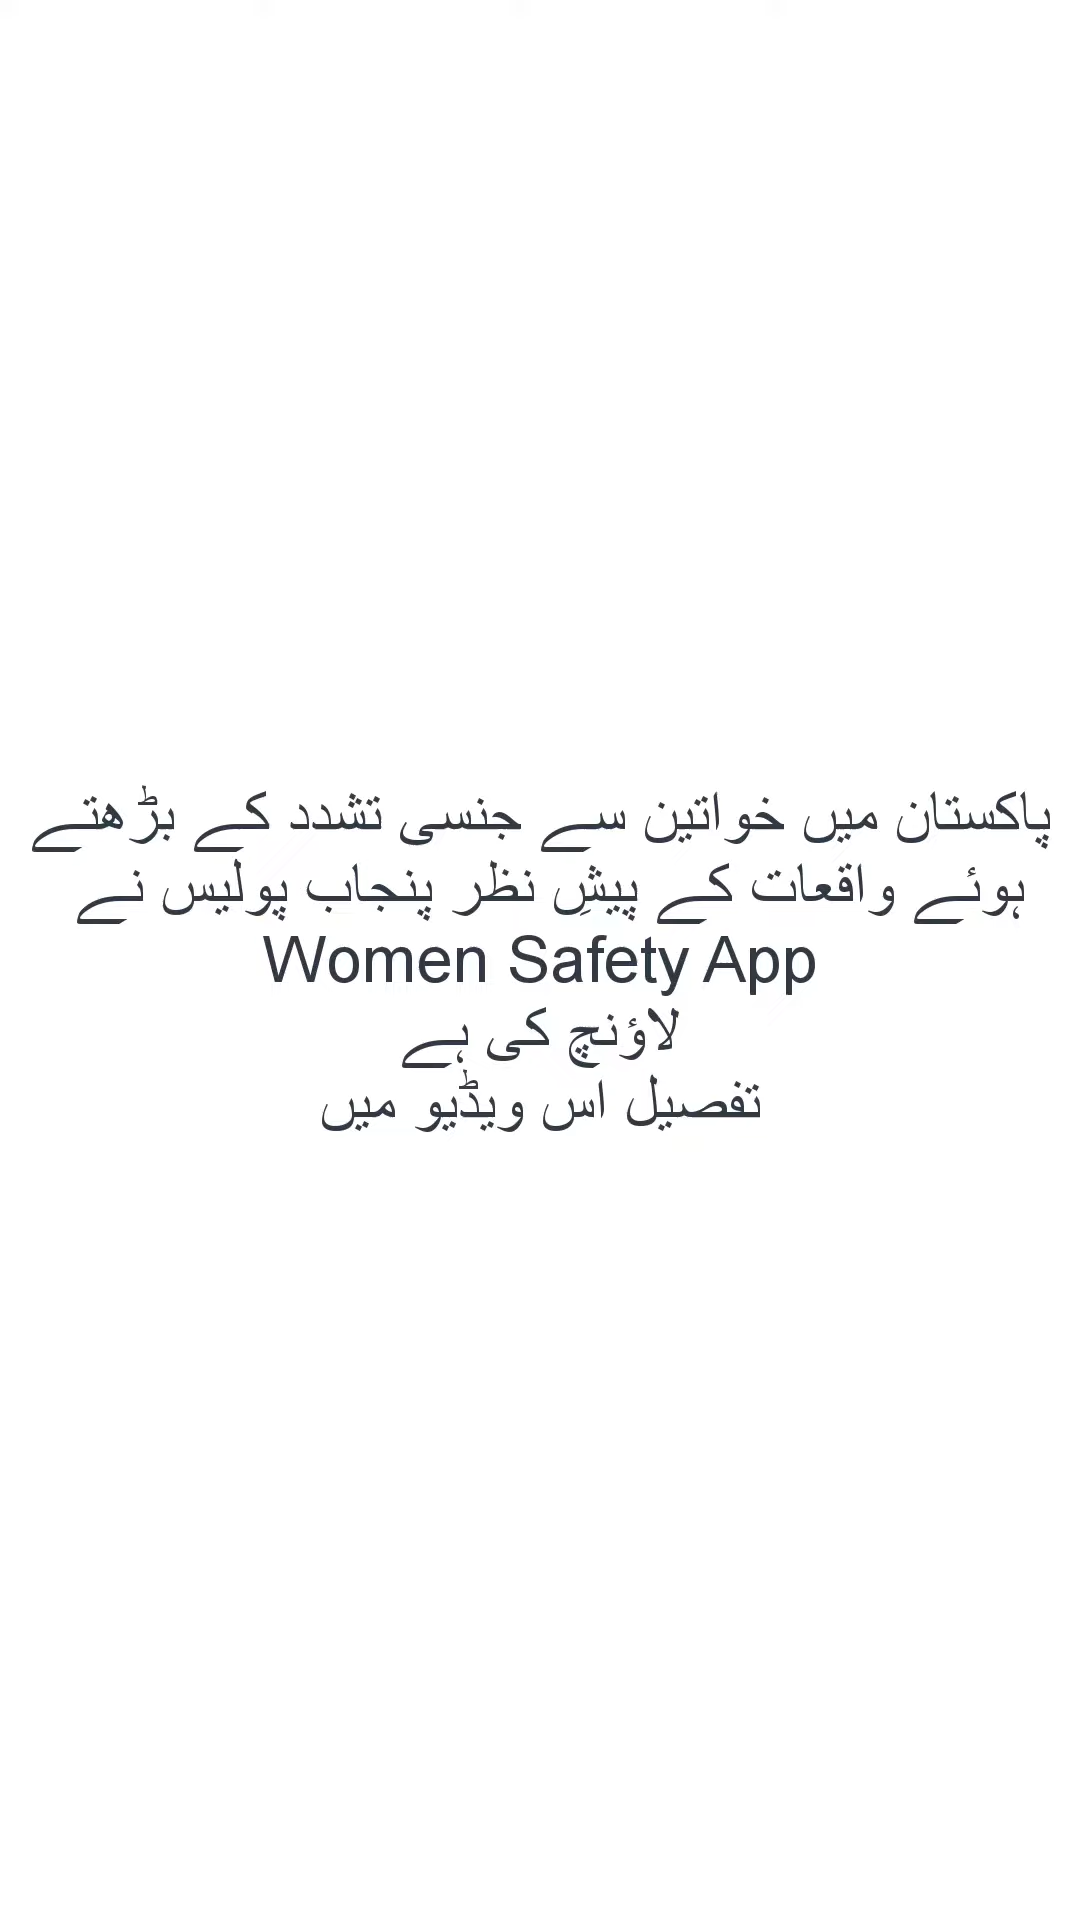 پاکستان میں خواتین سے جنسی تشدد کے بڑھتے
ہوئے واقعات کے پیشِ نظر پنجاب پولیس نے
Women Safety App
لاؤنچ کی ہے
تفصیل اس ویڈیو میں